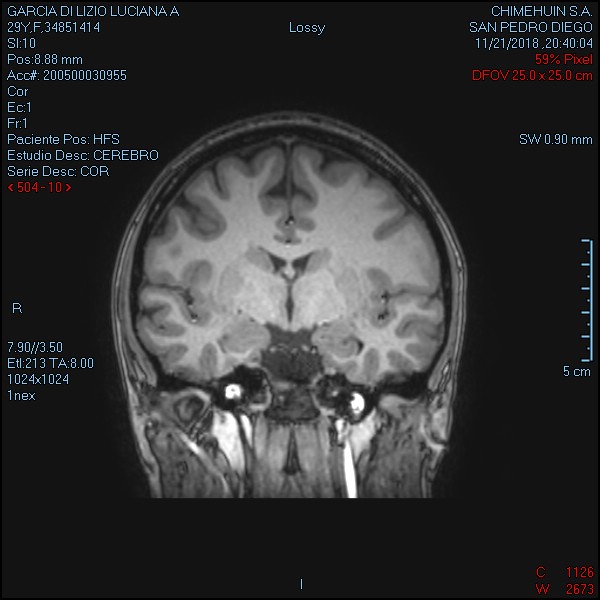 GARCIA DI LIZIO LUCIANA A
29Y,F,34851414
Sl:10
Pos:8.88 mm
Acc#: 200500030955
Cor
Ec:1
Fr:1
Paciente Pos: HFS
Estudio Desc: CEREBRO
Serie Desc: COR
< 504 - 10 >
Lossy
CHIMEHUIN S.A.
SAN PEDRO DIEGO
11/21/2018 ,20:40:04
59% Pixel
DFOV 25.0 x 25.0 cm
SW 0.90 mm
R
5 cm
7.90//3.50
Etl:213 TA:8.00
1024x1024
1nex
I
C 1126
W 2673